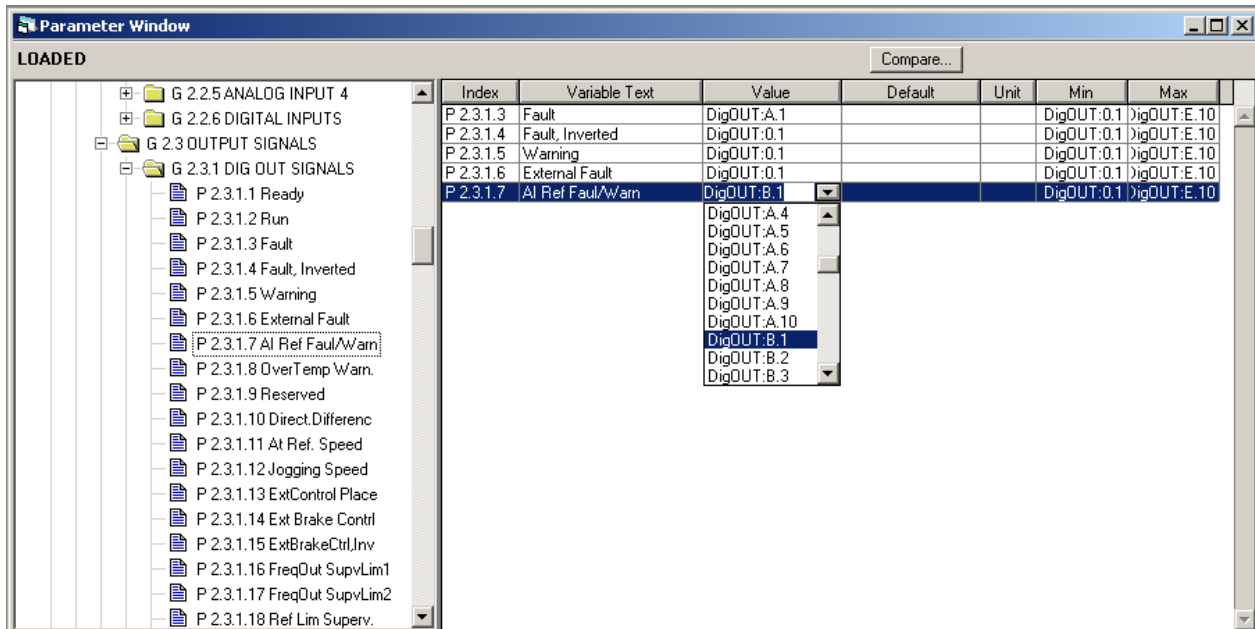 Parameter Window
LOADED
Compare...
G 2.2.5 ANALOG INPUT 4
G 2.2.6 DIGITAL INPUTS
G 2.3 OUTPUT SIGNALS
G 2.3.1 DIG OUT SIGNALS
P 2.3.1.1 Ready
P 2.3.1.2 Run
P 2.3.1.3 Fault
P 2.3.1.4 Fault, Inverted
P 2.3.1.5 Warning
P 2.3.1.6 External Fault
P 2.3.1.7 AI Ref Faul/Warn
P 2.3.1.8 OverTemp Warn.
P 2.3.1.9 Reserved
P 2.3.1.10 Direct.Differenc
P 2.3.1.11 At Ref. Speed
P 2.3.1.12 Jogging Speed
P 2.3.1.13 ExtControl Place
P 2.3.1.14 Ext Brake Contrl
P 2.3.1.15 ExtBrakeCtrl,Inv
P 2.3.1.16 FreqOut SupvLim1
P 2.3.1.17 FreqOut SupvLim2
P 2.3.1.18 Ref Lim Superv.
Index Variable Text Value Default Unit Min Max
P 2.3.1.3 Fault DigOUT:A.1 DigOUT:0.1 DigOUT:E.10
P 2.3.1.4 Fault, Inverted DigOUT:0.1 DigOUT:0.1 DigOUT:E.10
P 2.3.1.5 Warning DigOUT:0.1 DigOUT:0.1 DigOUT:E.10
P 2.3.1.6 External Fault DigOUT:0.1 DigOUT:0.1 DigOUT:E.10
P 2.3.1.7 AI Ref Faul/Warn DigOUT:B.1 DigOUT:0.1 DigOUT:E.10
DigOUT:A.4
DigOUT:A.5
DigOUT:A.6
DigOUT:A.7
DigOUT:A.8
DigOUT:A.9
DigOUT:A.10
DigOUT:B.1
DigOUT:B.2
DigOUT:B.3